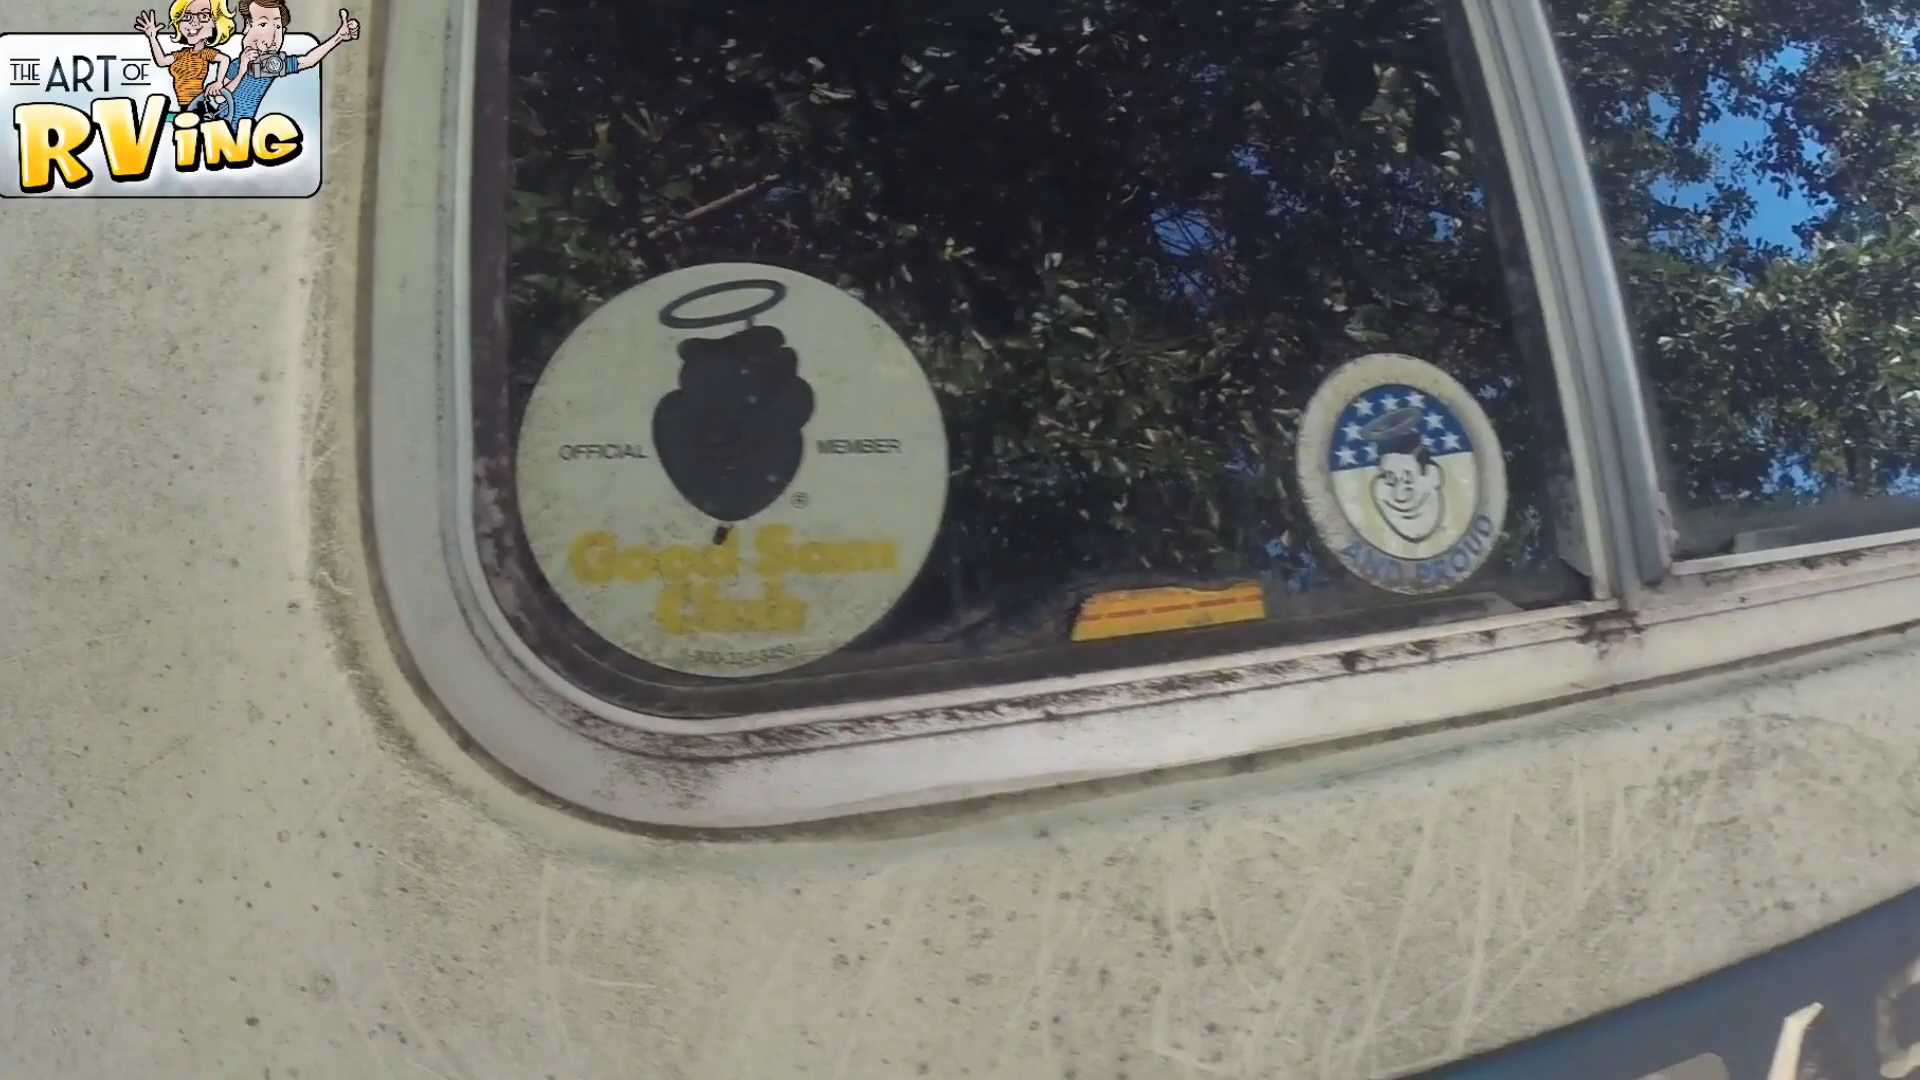 THE ART OF
RVING
OFFICIAL MEMBER
®
Good Sam
Club
AND PROUD